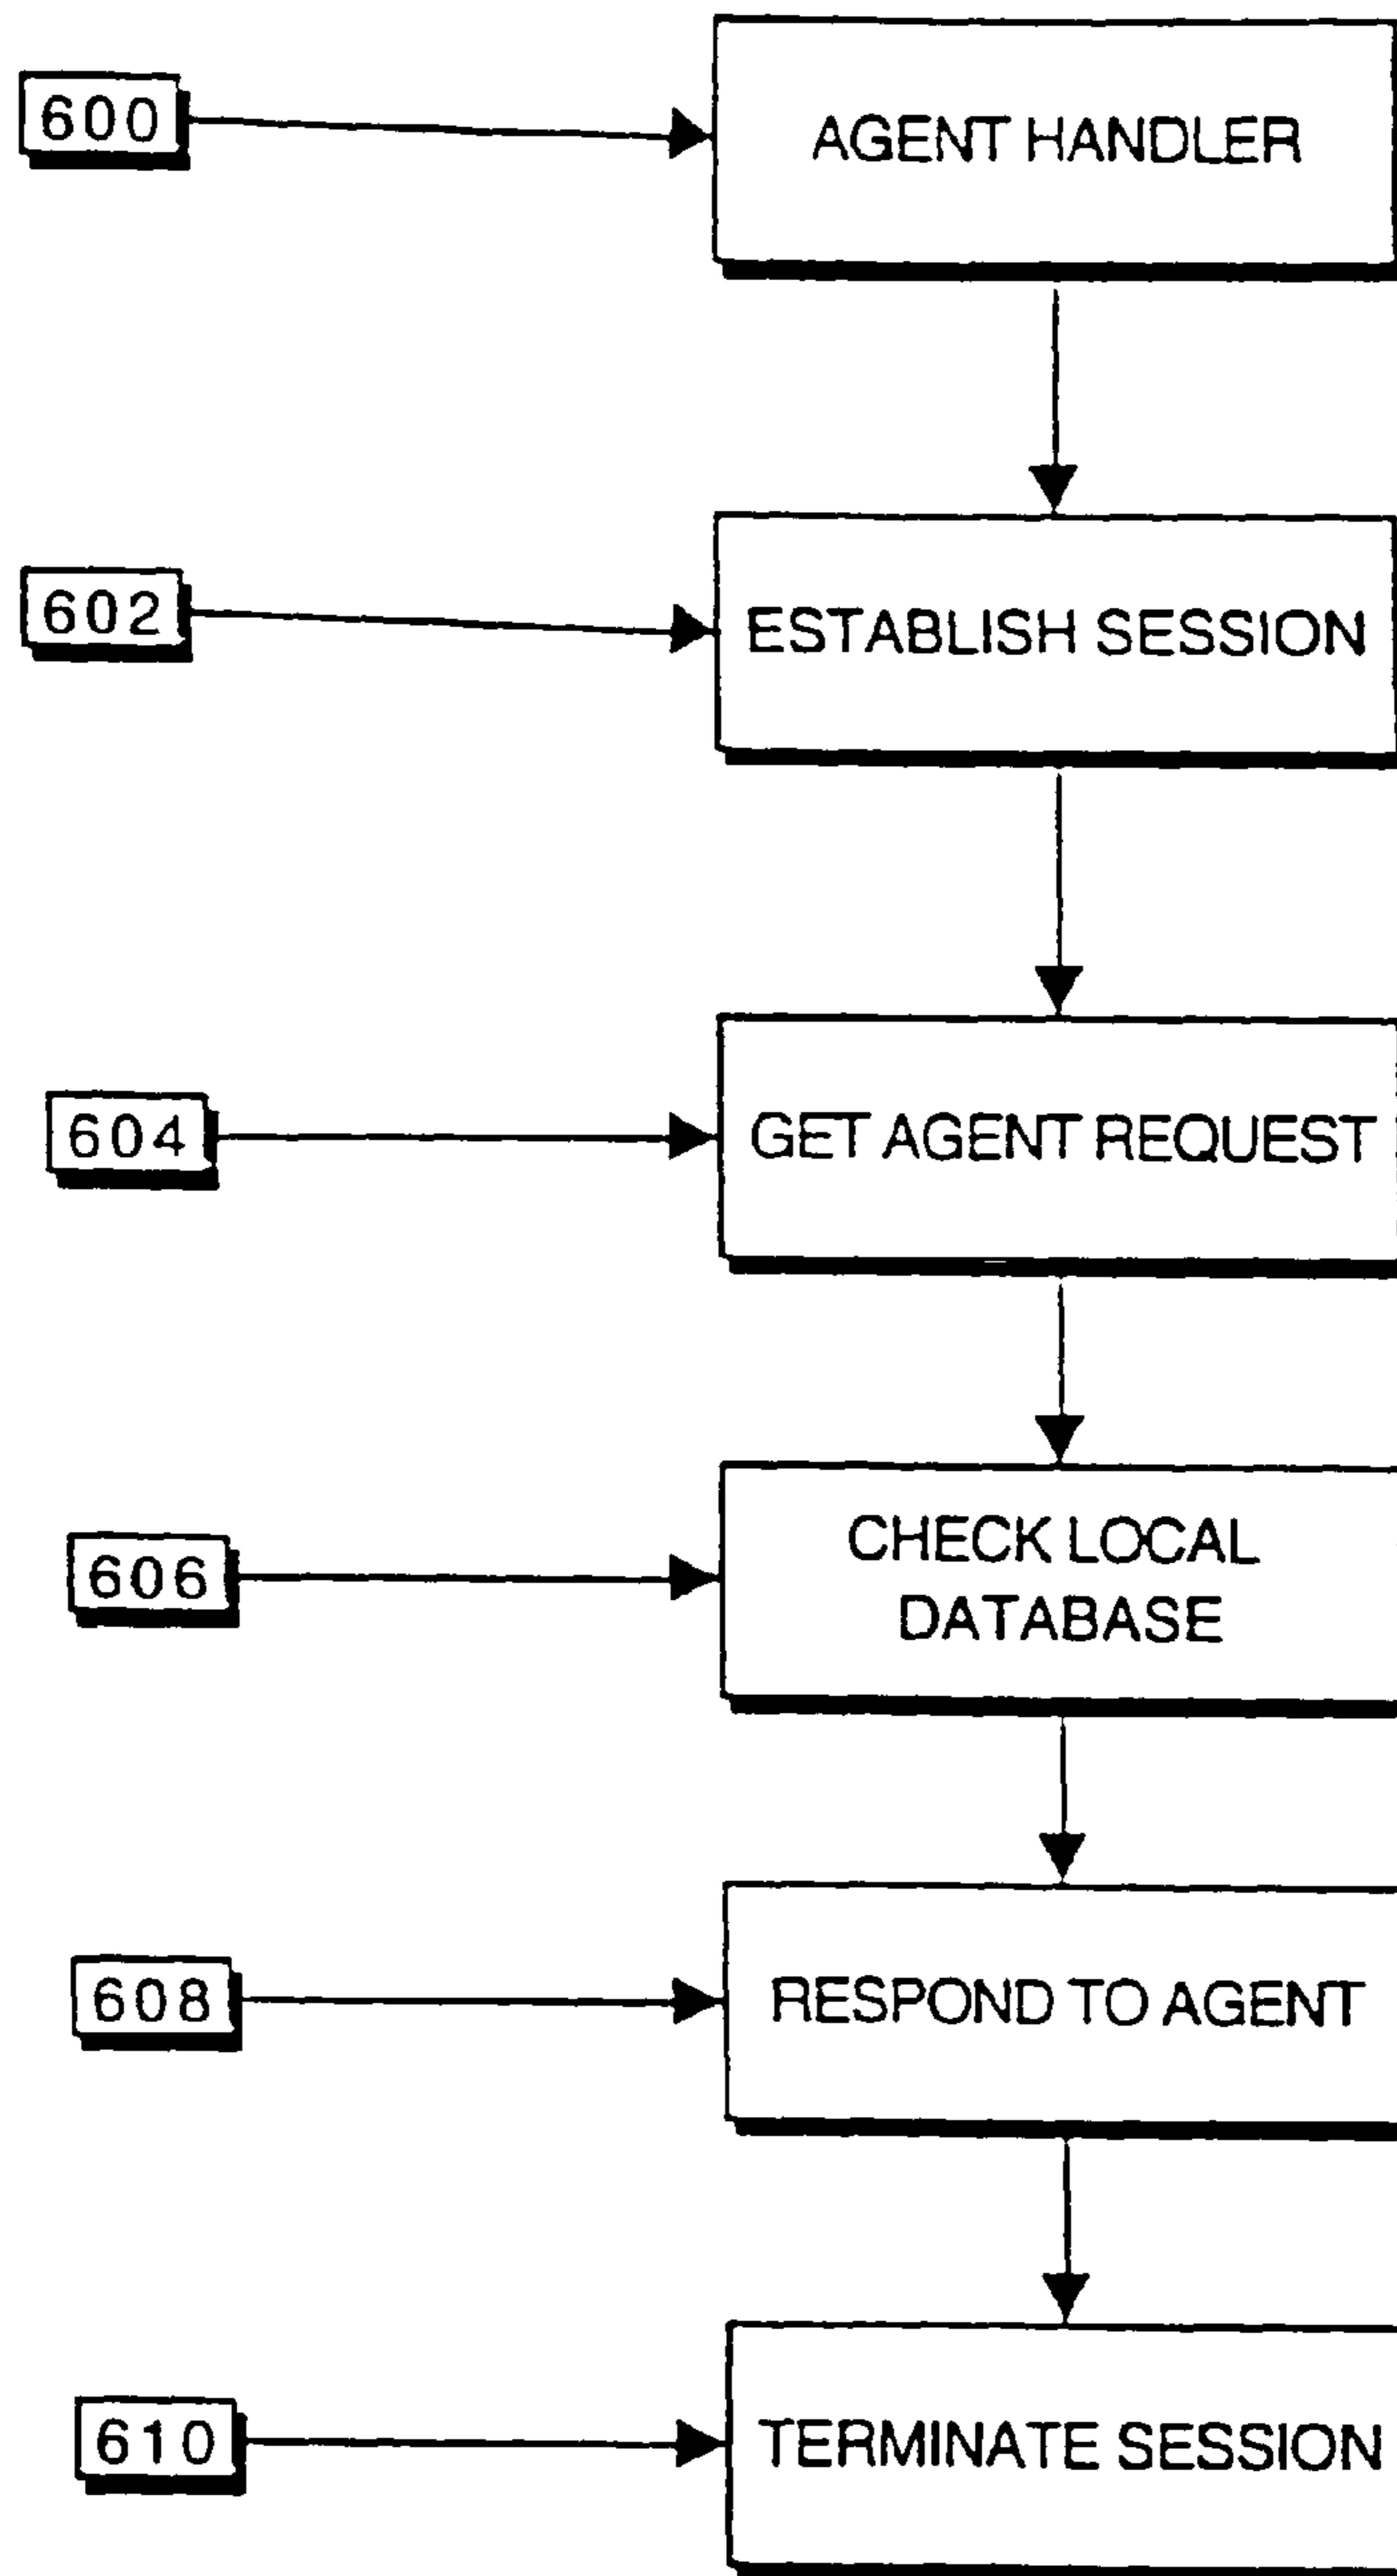 600
AGENT HANDLER
602
ESTABLISH SESSION
604
GET AGENT REQUEST
606
CHECK LOCAL
DATABASE
608
RESPOND TO AGENT
610
TERMINATE SESSION